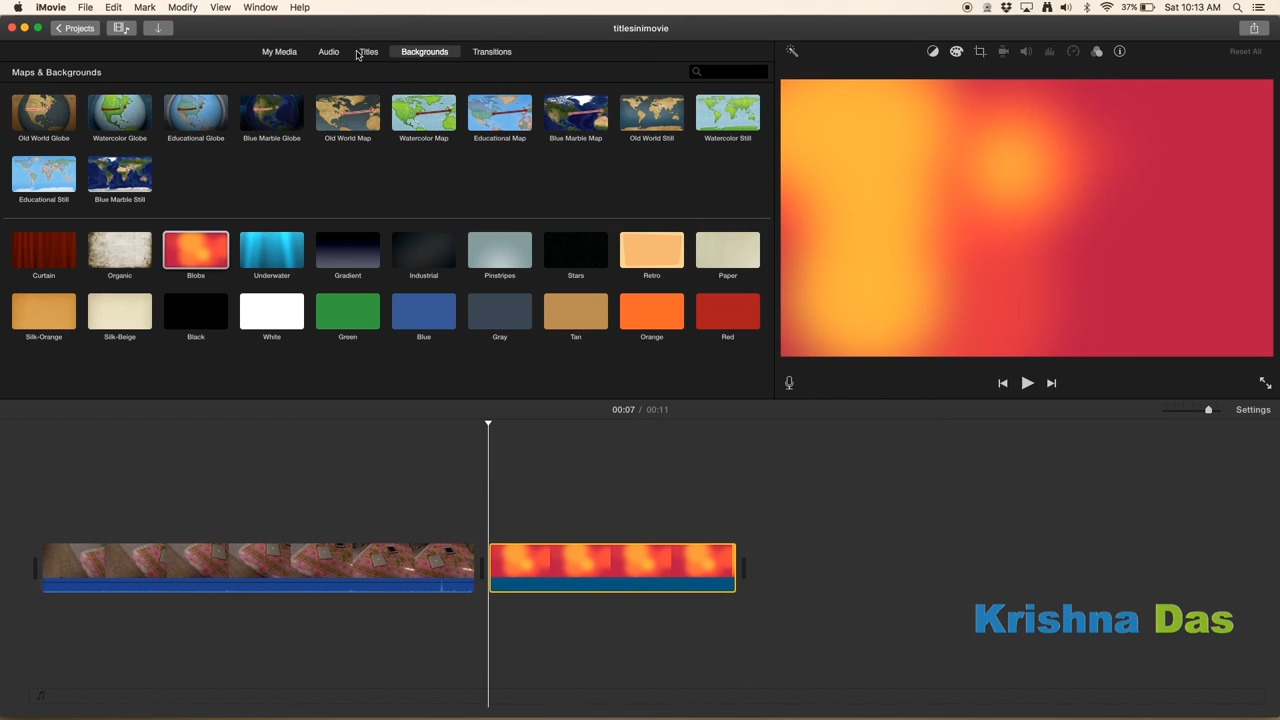 iMovie File Edit Mark Modify View Window Help 37% Sat 10:13 AM
Projects titlesinimovie
My Media Audio Titles Backgrounds Transitions Reset All
Maps & Backgrounds
Old World Globe Watercolor Globe Educational Globe Blue Marble Globe Old World Map Watercolor Map Educational Map Blue Marble Map Old World Still Watercolor Still
Educational Still Blue Marble Still
Curtain Organic Blobs Underwater Gradient Industrial Pinstripes Stars Retro Paper
Silk-Orange Silk-Beige Black White Green Blue Gray Tan Orange Red
00:07 / 00:11 Settings
Krishna Das